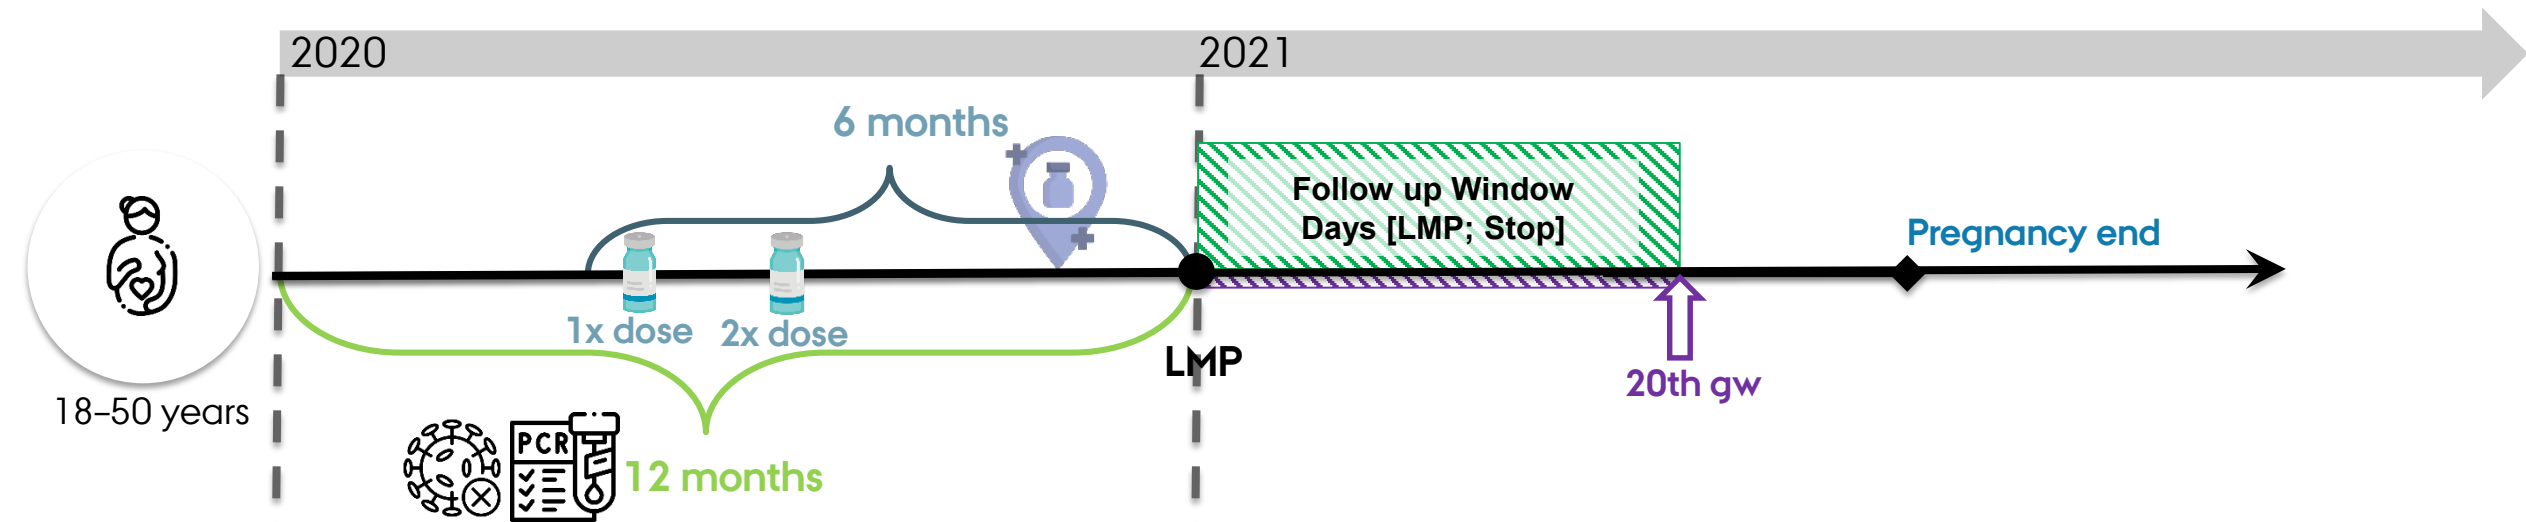 2020
2021
6 months
Follow up Window
Days [LMP; Stop]
Pregnancy end
1x dose
2x dose
LMP
20th gw
18–50 years
PCR
12 months